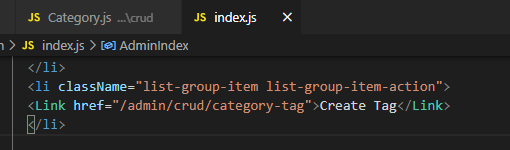 JS Category.js ...\crud JS index.js ×
n > JS index.js > AdminIndex
</li>
<li className="list-group-item list-group-item-action">
<Link href="/admin/crud/category-tag">Create Tag</Link>
</li>